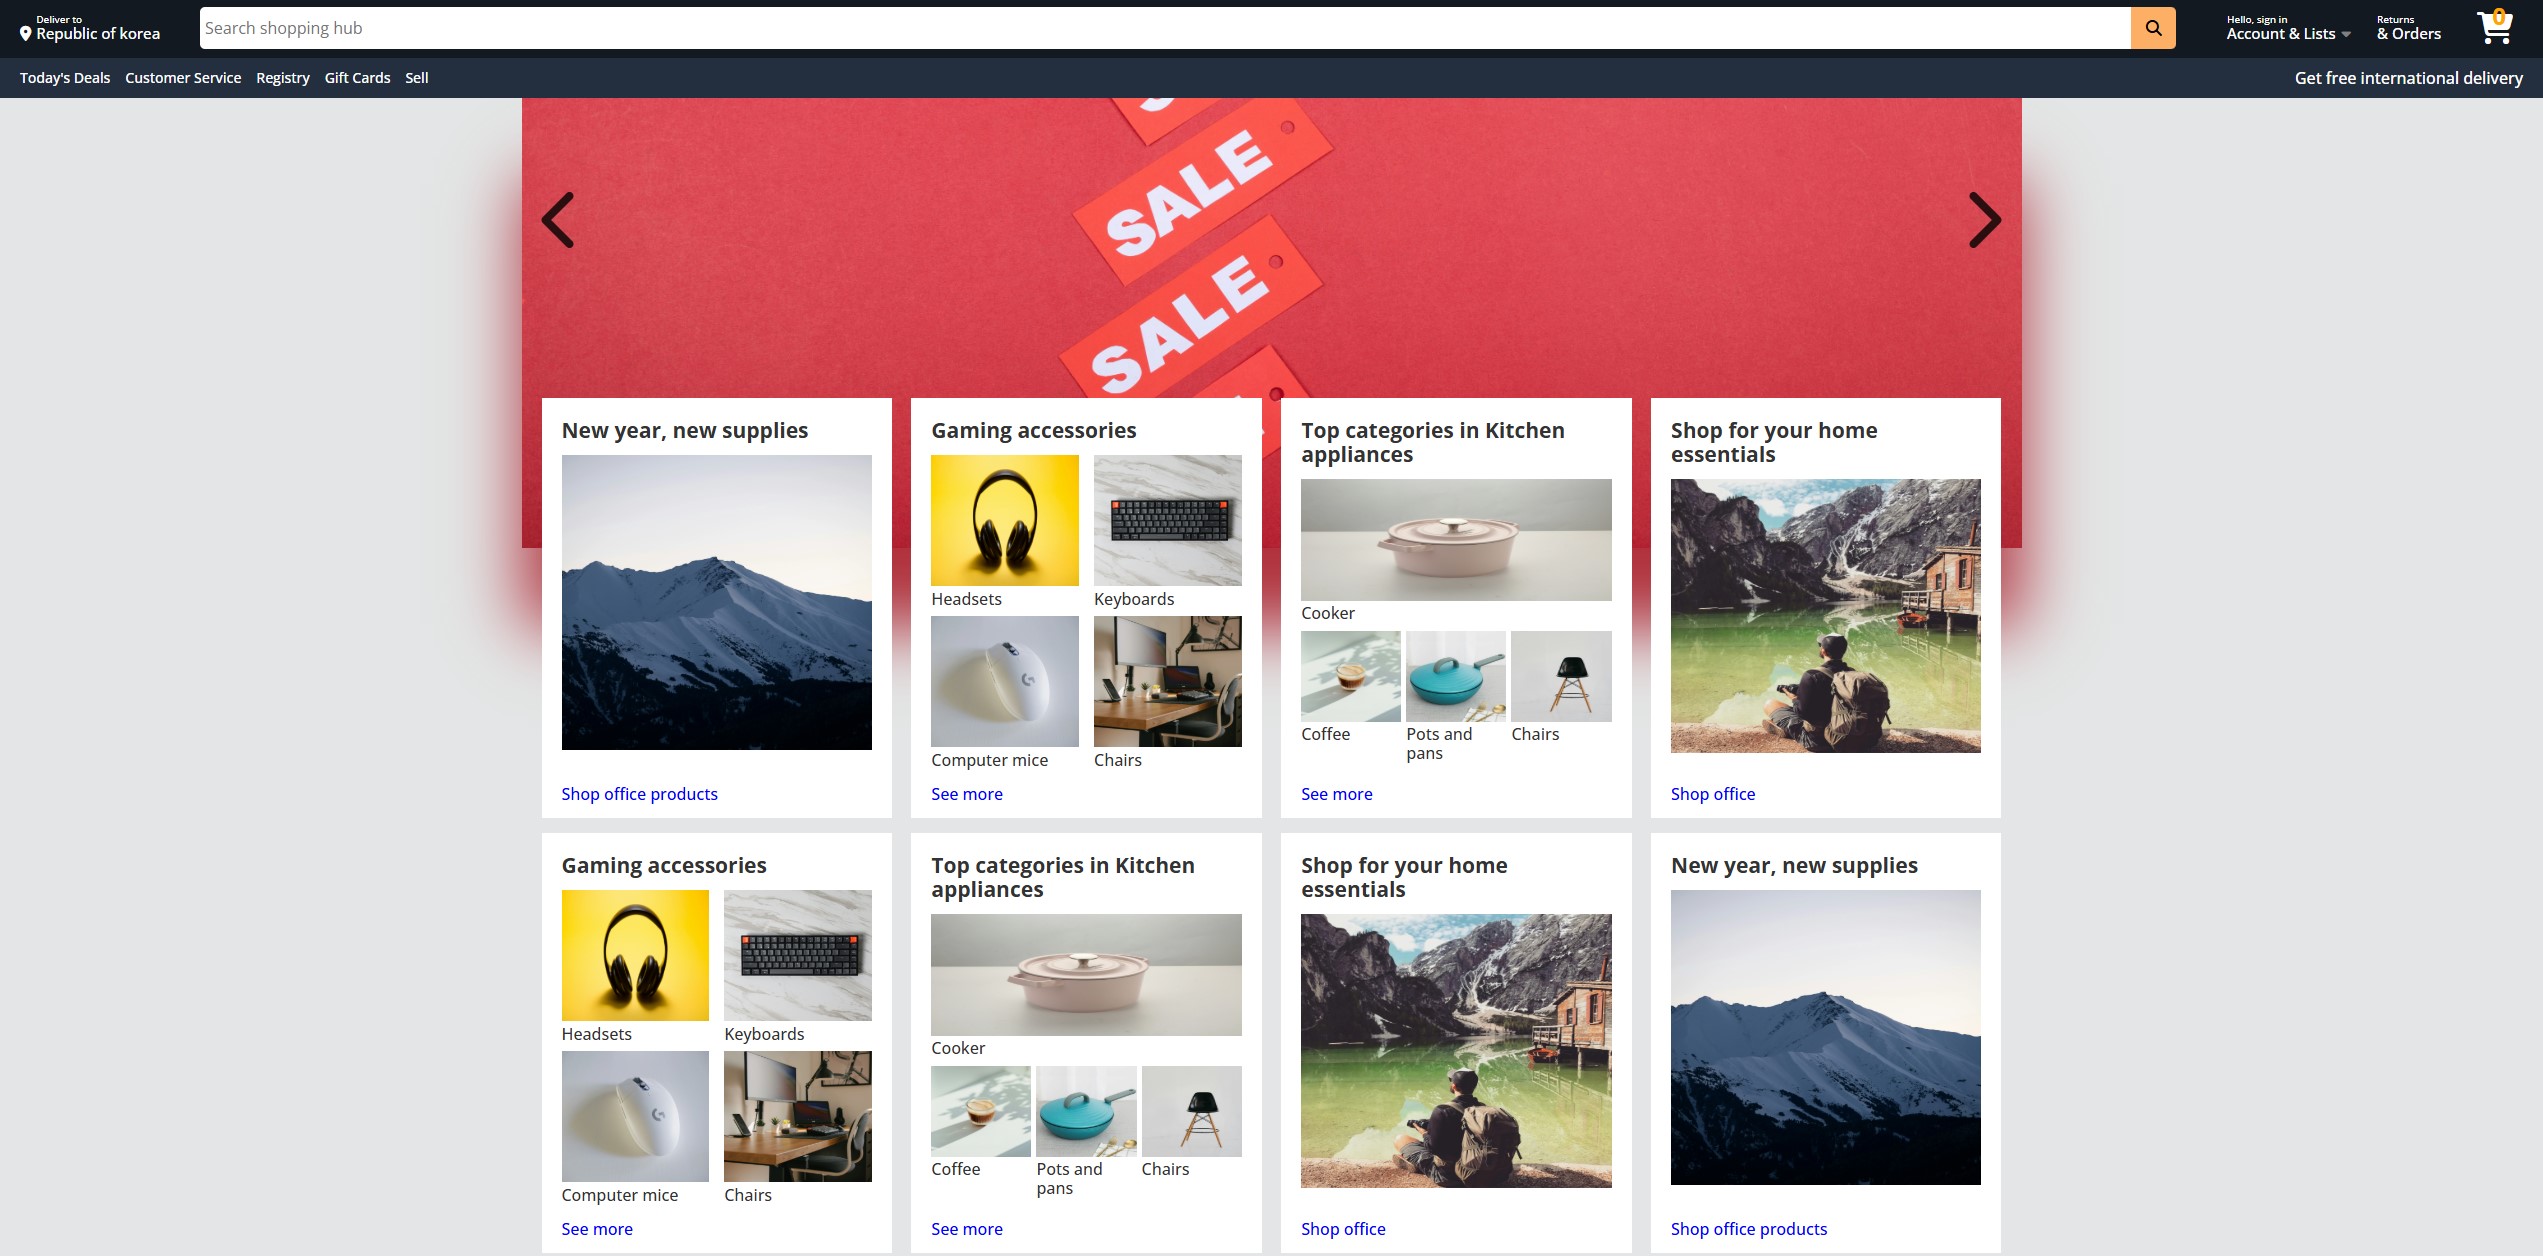 Deliver to
Republic of korea
Search shopping hub
Hello, sign in
Account & Lists
Returns
& Orders
0
Today's Deals Customer Service Registry Gift Cards Sell
Get free international delivery
SALE
SALE
New year, new supplies
Shop office products
Gaming accessories
Headsets
Keyboards
Computer mice
Chairs
See more
Top categories in Kitchen
appliances
Cooker
Coffee
Pots and
pans
Chairs
See more
Shop for your home
essentials
Shop office
Gaming accessories
Headsets
Keyboards
Computer mice
Chairs
See more
Top categories in Kitchen
appliances
Cooker
Coffee
Pots and
pans
Chairs
See more
Shop for your home
essentials
Shop office
New year, new supplies
Shop office products